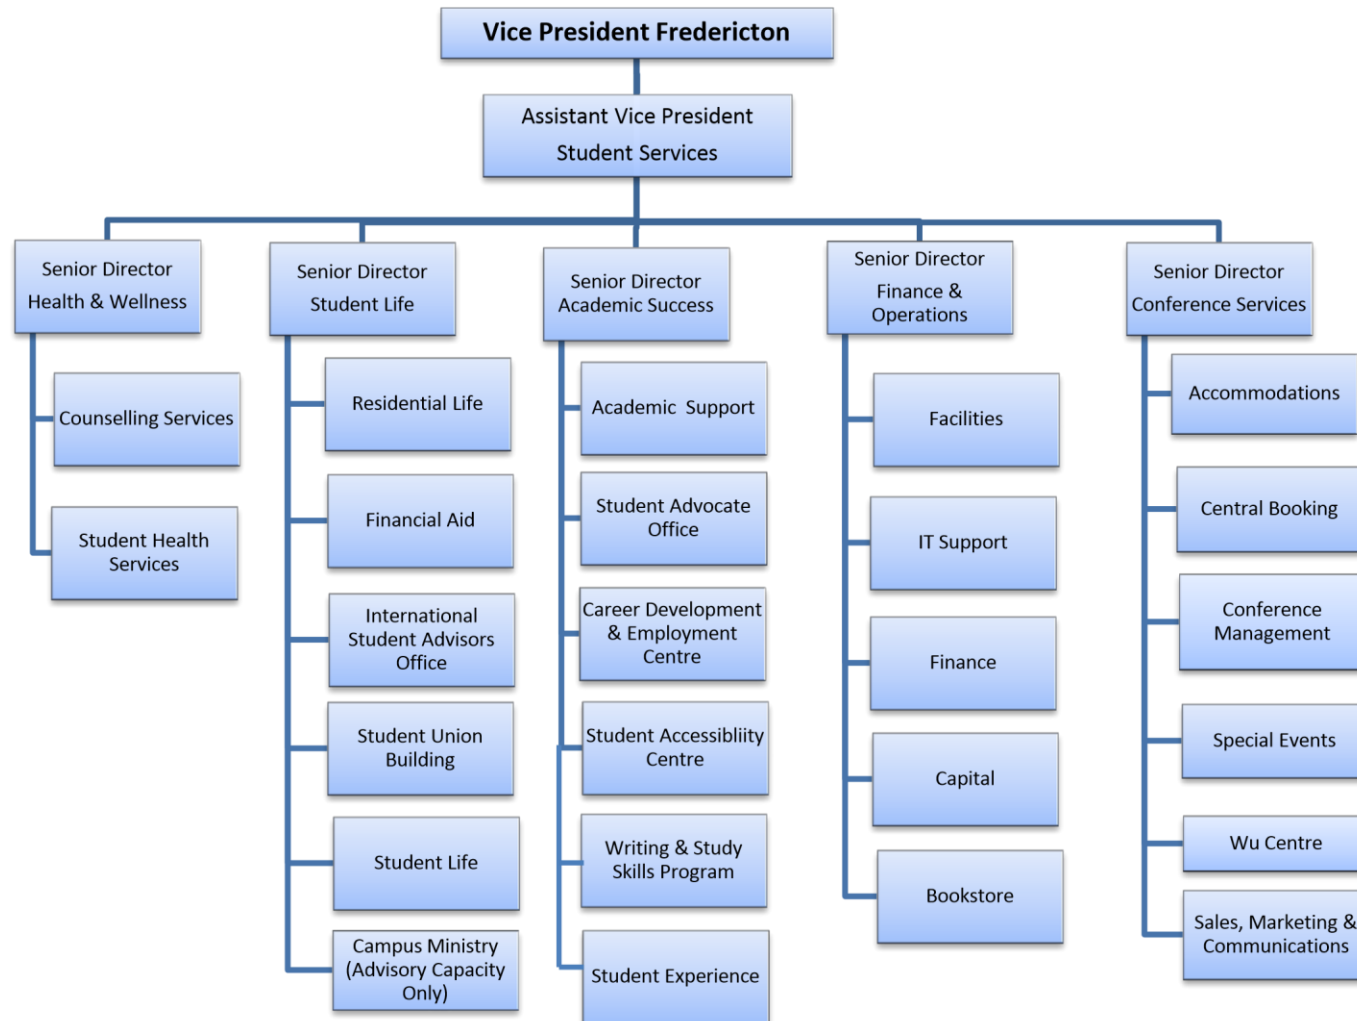 Vice President Fredericton
Assistant Vice President
Student Services
Senior Director
Health & Wellness
Counselling Services
Student Health
Services
Senior Director
Student Life
Residential Life
Financial Aid
International
Student Advisors
Office
Student Union
Building
Student Life
Campus Ministry
(Advisory Capacity
Only)
Senior Director
Academic Success
Academic Support
Student Advocate
Office
Career Development
& Employment
Centre
Student Accessibliity
Centre
Writing & Study
Skills Program
Student Experience
Senior Director
Finance &
Operations
Facilities
IT Support
Finance
Capital
Bookstore
Senior Director
Conference Services
Accommodations
Central Booking
Conference
Management
Special Events
Wu Centre
Sales, Marketing &
Communications